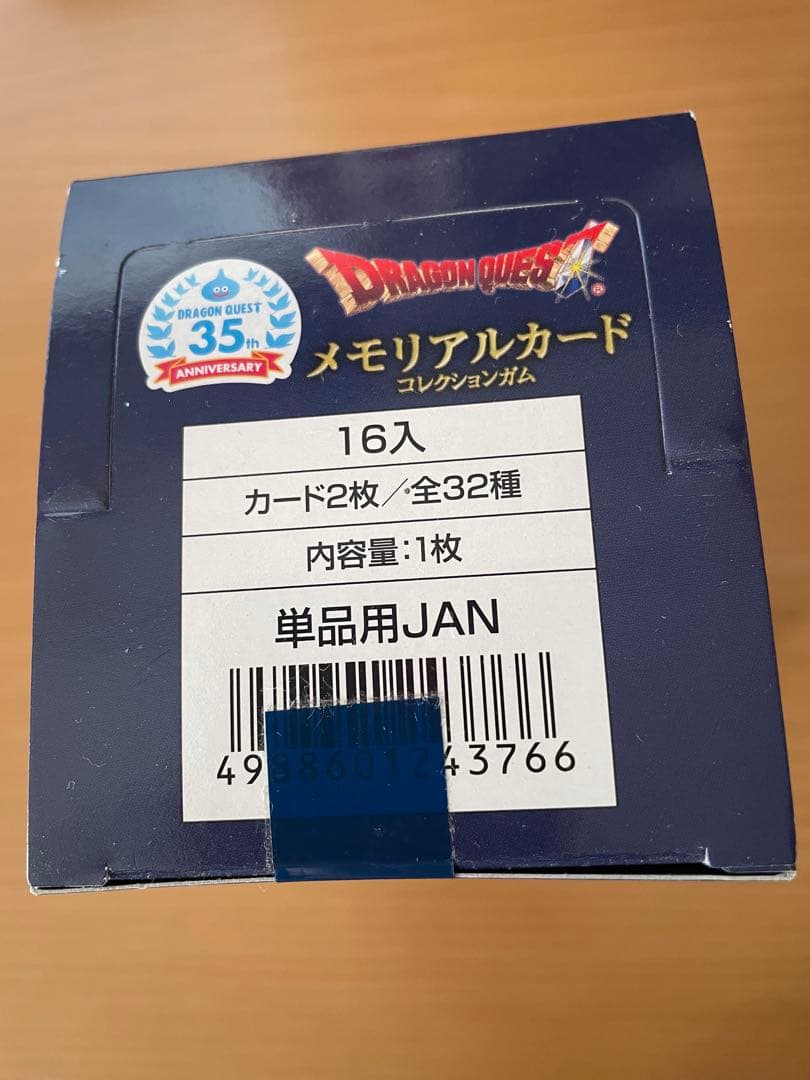 DRAGON QUEST
35th
ANNIVERSARY
DRAGON QUEST
®
メモリアルカード
コレクションガム
16入
カード2枚/全32種
内容量:1枚
単品用JAN
4988601243766